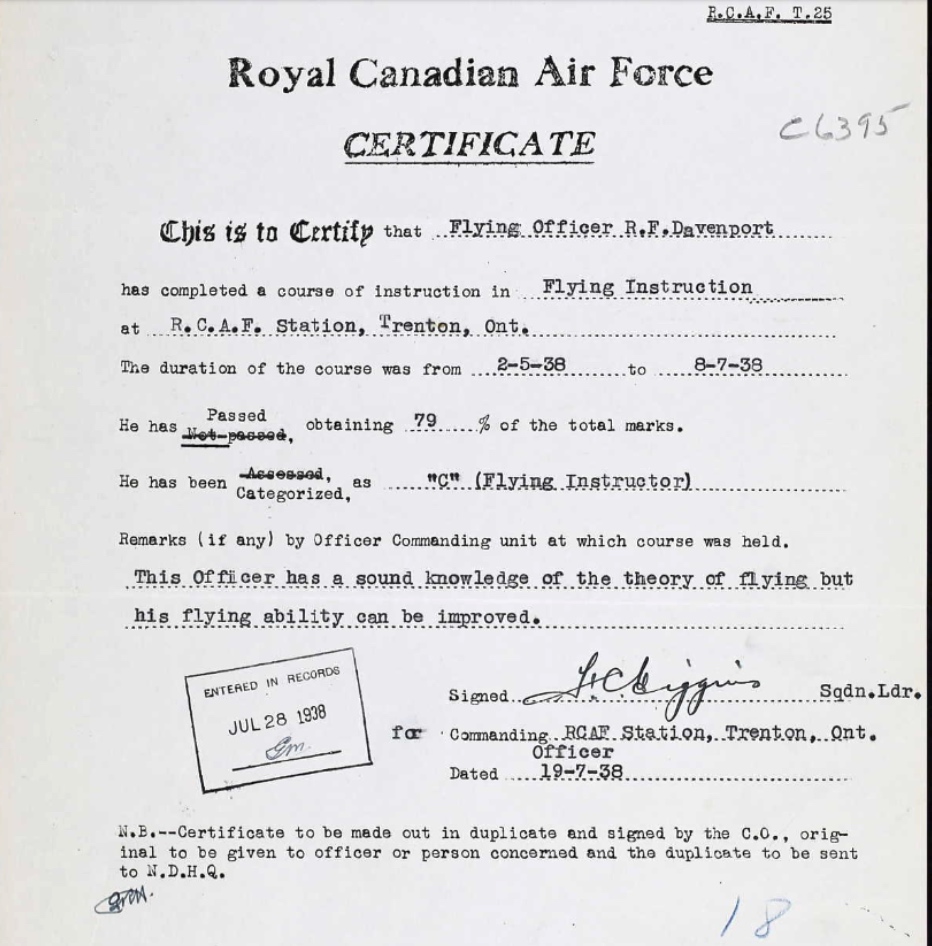 R.C.A.F. T.25
Royal Canadian Air Force
C6395
CERTIFICATE
This is to Certify that Flying Officer R.F.Davenport
has completed a course of instruction in Flying Instruction
at R.C.A.F. Station, Trenton, Ont.
The duration of the course was from 2-5-38 to 8-7-38
He has Passed
Not passed, obtaining 79 % of the total marks.
He has been Assessed, as "C" (Flying Instructor)
Categorized,
Remarks (if any) by Officer Commanding unit at which course was held.
This Officer has a sound knowledge of the theory of flying but
his flying ability can be improved.
ENTERED IN RECORDS
JUL 28 1938
Gm.
Signed Sqdn.Ldr.
for Commanding RCAF Station, Trenton, Ont.
Officer
Dated 19-7-38
N.B.--Certificate to be made out in duplicate and signed by the C.O., orig-
inal to be given to officer or person concerned and the duplicate to be sent
to N.D.H.Q.
18